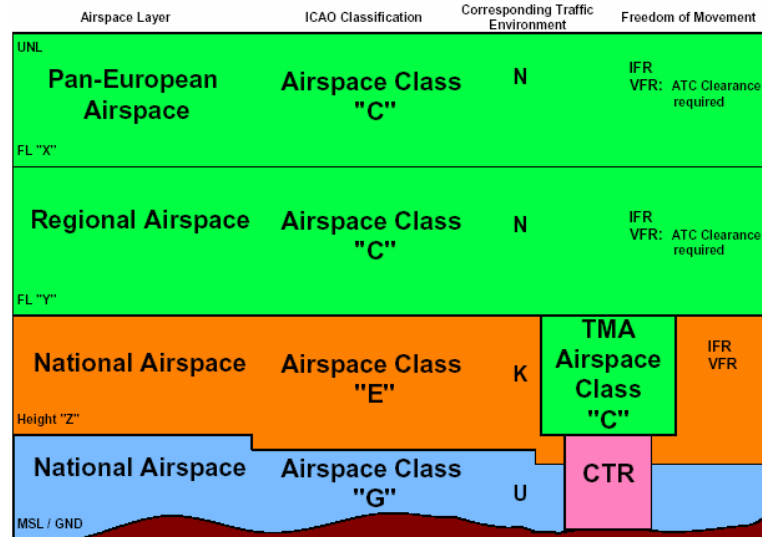 Airspace Layer
ICAO Classification
Corresponding Traffic
Environment
Freedom of Movement
UNL
Pan-European
Airspace
Airspace Class
"C"
N
IFR
VFR: ATC Clearance
required
FL "X"
Regional Airspace
Airspace Class
"C"
N
IFR
VFR: ATC Clearance
required
FL "Y"
National Airspace
Airspace Class
"E"
K
TMA
Airspace
Class
"C"
IFR
VFR
Height "Z"
National Airspace
Airspace Class
"G"
U
CTR
MSL / GND